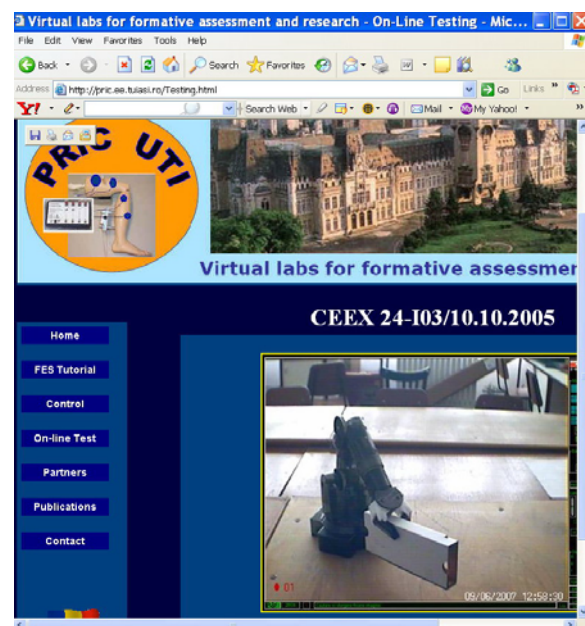 Virtual labs for formative assessment and research - On-Line Testing - Mic...
File Edit View Favorites Tools Help
Back Search Favorites
Address http://pric.ee.tuiasi.ro/Testing.html Go Links »
Y! Search Web Mail My Yahoo! »
PRIC UTI
Virtual labs for formative assessmer
CEEX 24-I03/10.10.2005
Home
FES Tutorial
Control
On-line Test
Partners
Publications
Contact
01
09/06/2007 12:58:30